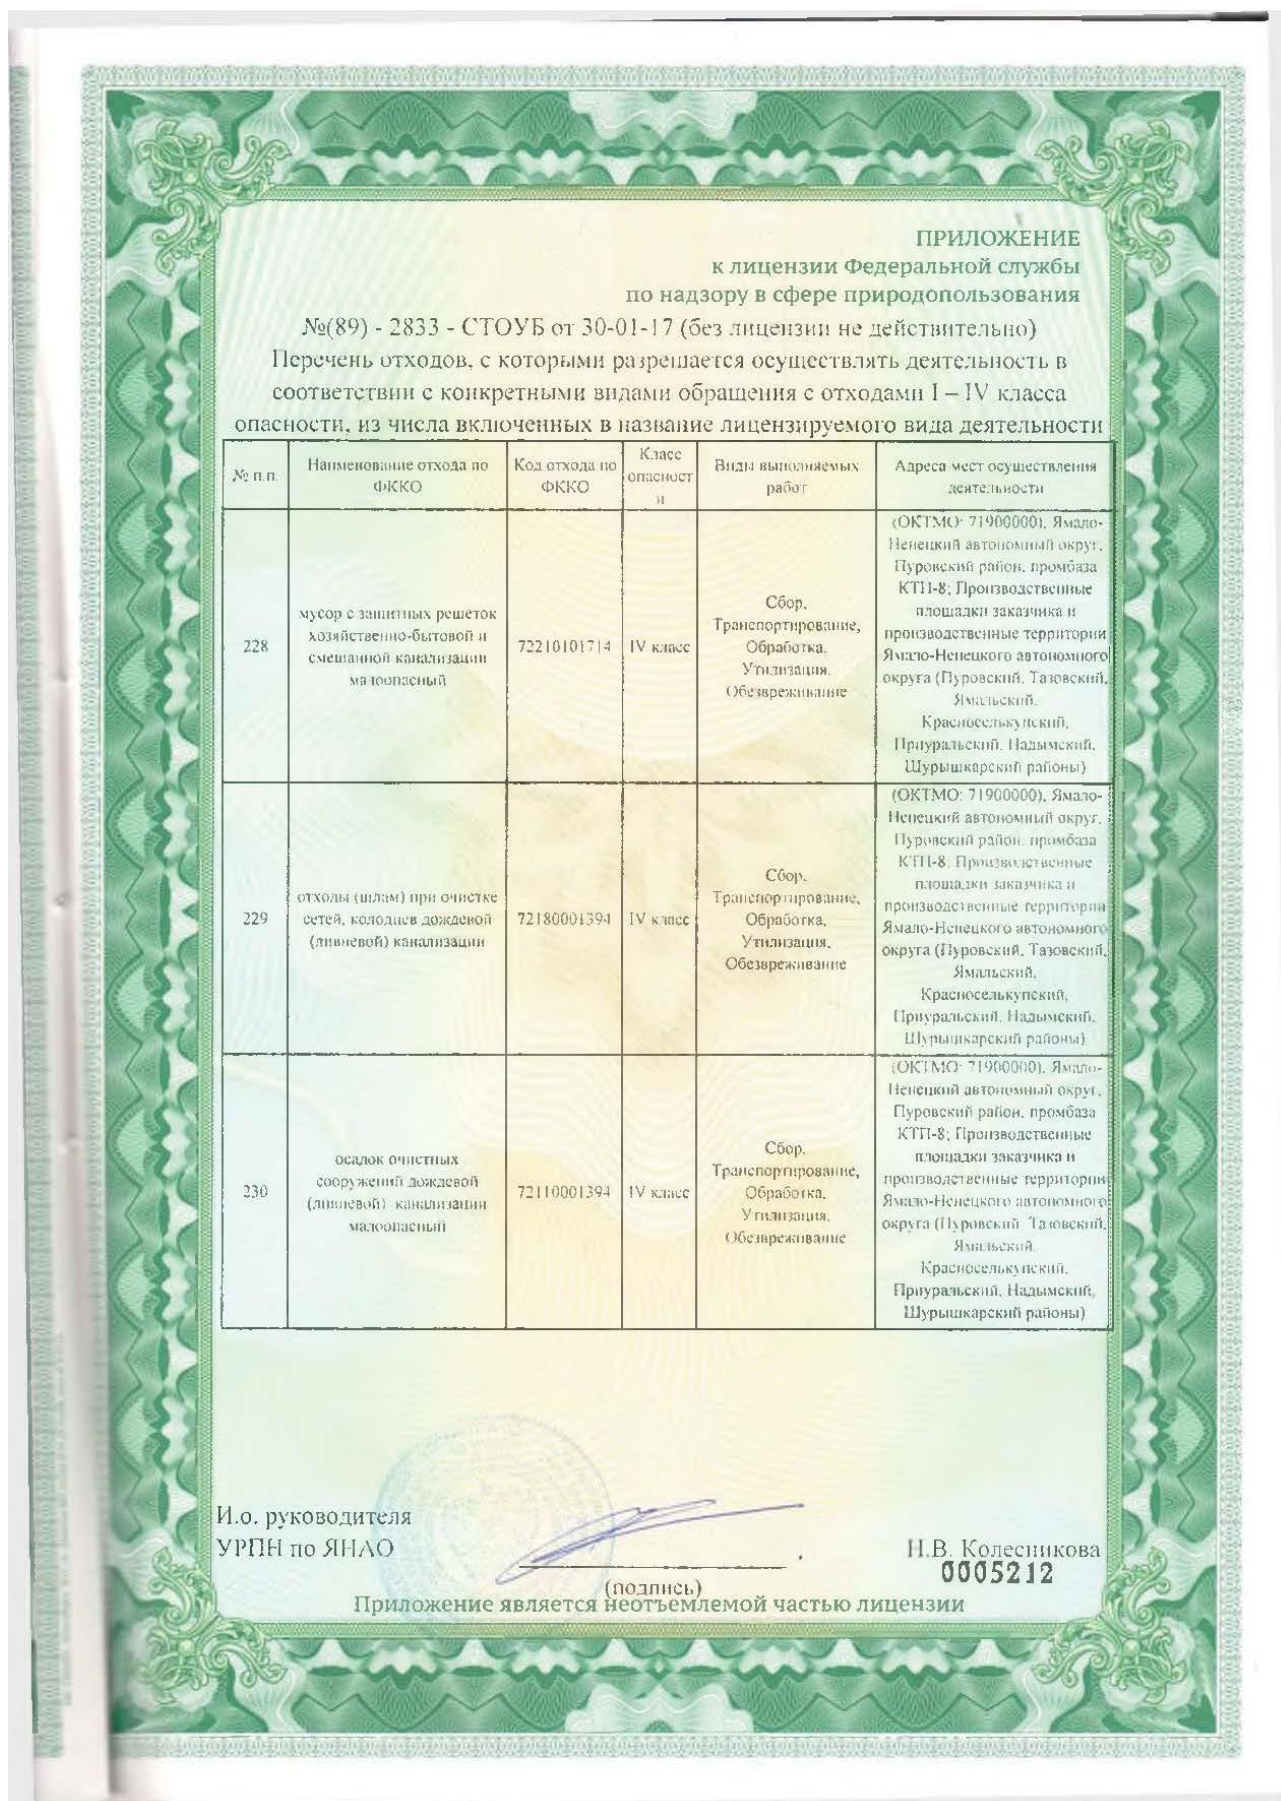 ПРИЛОЖЕНИЕ
к лицензии Федеральной службы
по надзору в сфере природопользования
№(89) - 2833 - СТОУБ от 30-01-17 (без лицензии не действительно)
Перечень отходов, с которыми разрешается осуществлять деятельность в
соответствии с конкретными видами обращения с отходами I – IV класса
опасности, из числа включенных в название лицензируемого вида деятельности
№ п.п.
Наименование отхода по
ФККО
Код отхода по
ФККО
Класс
опасност
и
Виды выполняемых
работ
Адреса мест осуществления
деятельности
228
мусор с защитных решеток
хозяйственно-бытовой и
смешанной канализации
малоопасный
72210101714
IV класс
Сбор,
Транспортирование,
Обработка,
Утилизация,
Обезвреживание
(ОКТМО: 71900000), Ямало-
Ненецкий автономный округ,
Пуровский район, промбаза
КТП-8; Производственные
площадки заказчика и
производственные территории
Ямало-Ненецкого автономного
округа (Пуровский, Тазовский,
Ямальский,
Красноселькупский,
Приуральский, Надымский,
Шурышкарский районы)
229
отходы (шлам) при очистке
сетей, колодцев дождевой
(ливневой) канализации
72180001394
IV класс
Сбор,
Транспортирование,
Обработка,
Утилизация,
Обезвреживание
(ОКТМО: 71900000), Ямало-
Ненецкий автономный округ,
Пуровский район, промбаза
КТП-8; Производственные
площадки заказчика и
производственные территории
Ямало-Ненецкого автономного
округа (Пуровский, Тазовский,
Ямальский,
Красноселькупский,
Приуральский, Надымский,
Шурышкарский районы)
230
осадок очистных
сооружений дождевой
(ливневой) канализации
малоопасный
72110001394
IV класс
Сбор,
Транспортирование,
Обработка,
Утилизация,
Обезвреживание
(ОКТМО: 71900000), Ямало-
Ненецкий автономный округ,
Пуровский район, промбаза
КТП-8; Производственные
площадки заказчика и
производственные территории
Ямало-Ненецкого автономного
округа (Пуровский, Тазовский,
Ямальский,
Красноселькупский,
Приуральский, Надымский,
Шурышкарский районы)
И.о. руководителя
УРПН по ЯНАО
Н.В. Колесникова
0005212
(подпись)
Приложение является неотъемлемой частью лицензии